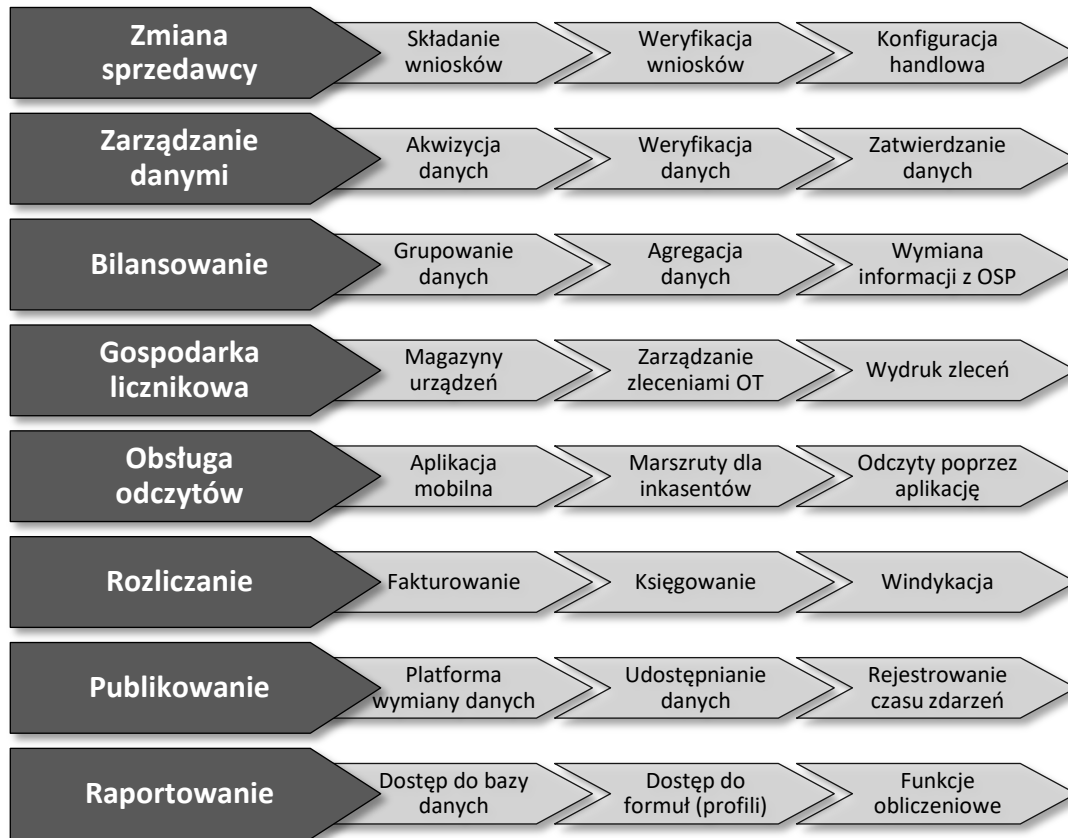 Zmiana
sprzedawcy
Składanie
wniosków
Weryfikacja
wniosków
Konfiguracja
handlowa
Zarządzanie
danymi
Akwizycja
danych
Weryfikacja
danych
Zatwierdzanie
danych
Bilansowanie
Grupowanie
danych
Agregacja
danych
Wymiana
informacji z OSP
Gospodarka
licznikowa
Magazyny
urządzeń
Zarządzanie
zleceniami OT
Wydruk zleceń
Obsługa
odczytów
Aplikacja
mobilna
Marszruty dla
inkasentów
Odczyty poprzez
aplikację
Rozliczanie
Fakturowanie
Księgowanie
Windykacja
Publikowanie
Platforma
wymiany danych
Udostępnianie
danych
Rejestrowanie
czasu zdarzeń
Raportowanie
Dostęp do bazy
danych
Dostęp do
formuł (profili)
Funkcje
obliczeniowe